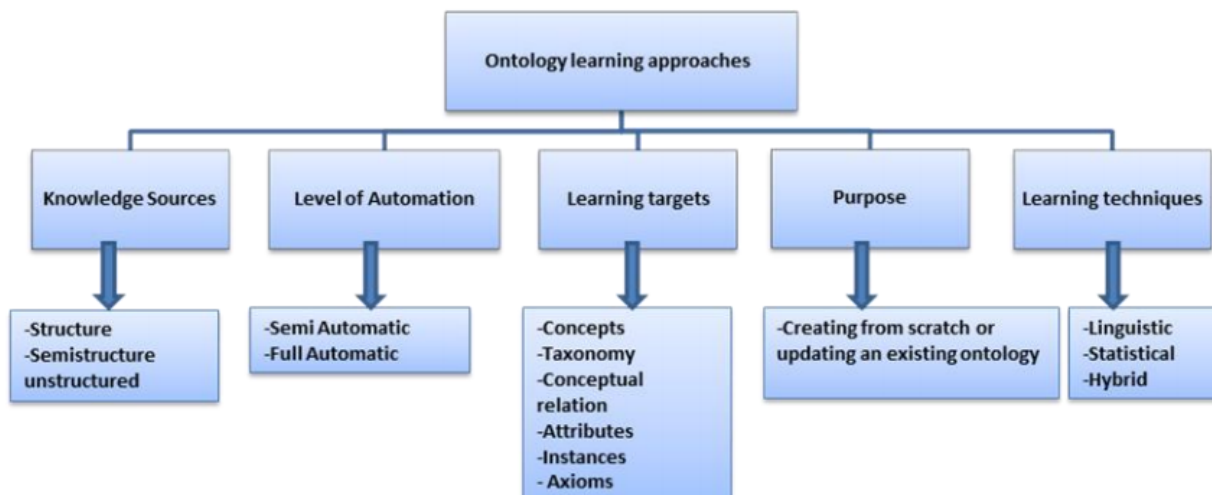 Ontology learning approaches
Knowledge Sources
Level of Automation
Learning targets
Purpose
Learning techniques
-Structure
-Semistructure
unstructured
-Semi Automatic
-Full Automatic
-Concepts
-Taxonomy
-Conceptual
relation
-Attributes
-Instances
- Axioms
-Creating from scratch or
updating an existing ontology
-Linguistic
-Statistical
-Hybrid